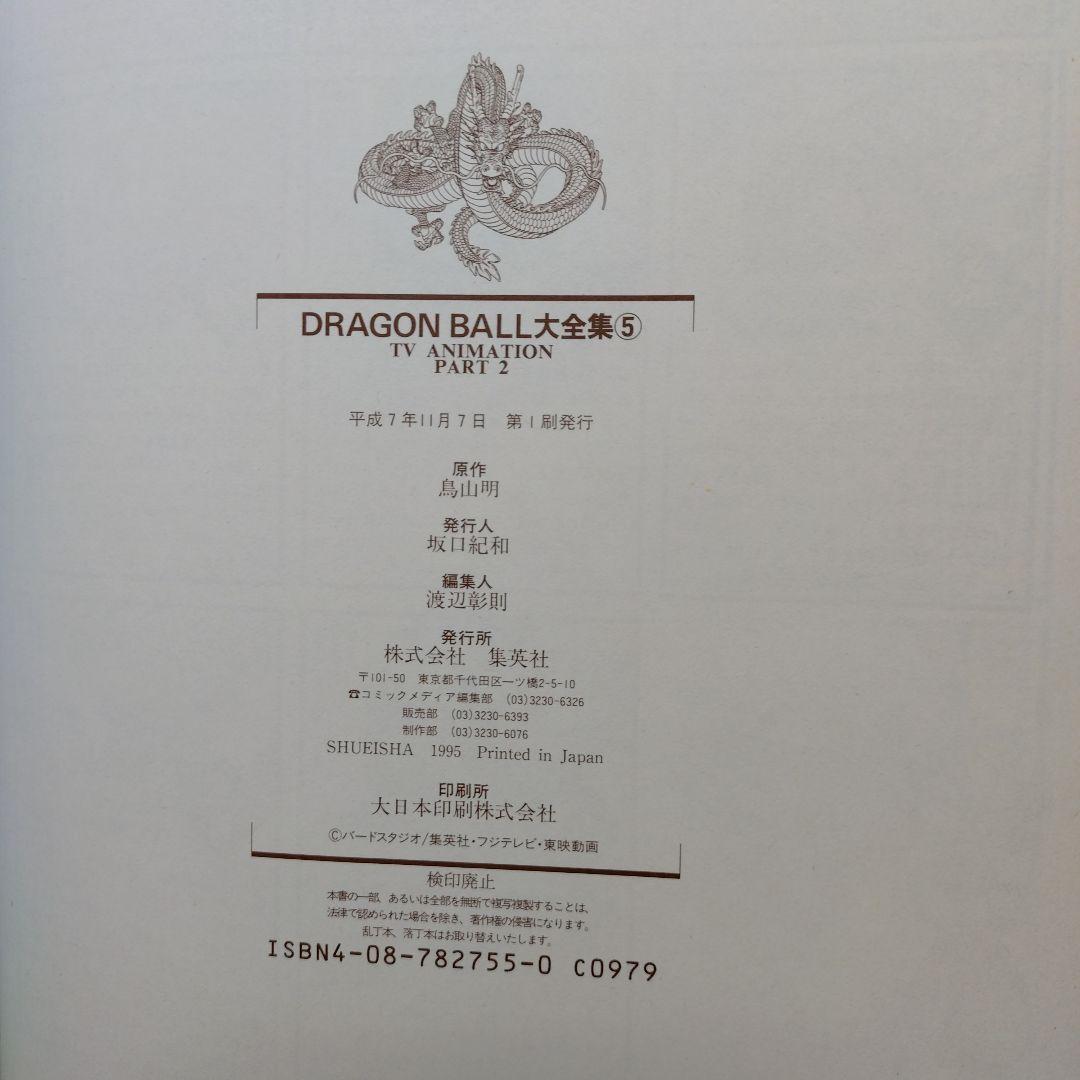 DRAGON BALL大全集⑤
TV ANIMATION
PART 2
平成7年11月7日　第1刷発行
原作
鳥山明
発行人
坂口紀和
編集人
渡辺彰則
発行所
株式会社　集英社
〒101-50　東京都千代田区一ツ橋2-5-10
☎コミックメディア編集部　(03)3230-6326
販売部　(03)3230-6393
制作部　(03)3230-6076
SHUEISHA　1995　Printed in Japan
印刷所
大日本印刷株式会社
©バードスタジオ/集英社・フジテレビ・東映動画
検印廃止
本書の一部、あるいは全部を無断で複写複製することは、
法律で認められた場合を除き、著作権の侵害になります。
乱丁本、落丁本はお取り替えいたします。
ISBN4-08-782755-0 C0979